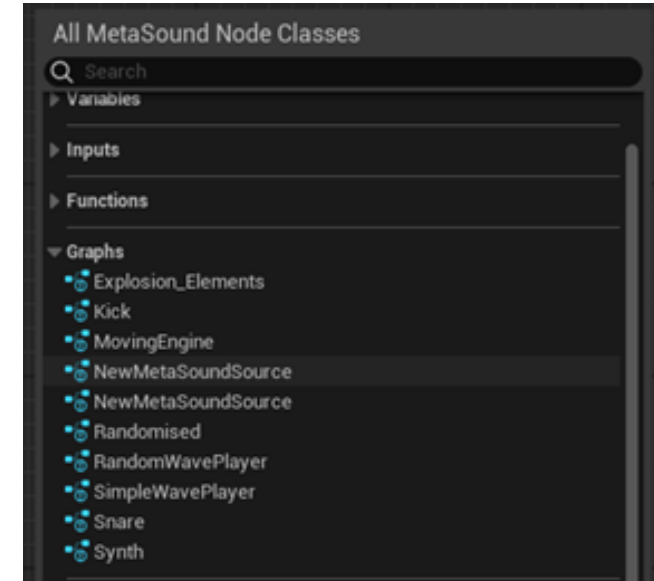 All MetaSound Node Classes
Search
Variables
Inputs
Functions
Graphs
Explosion_Elements
Kick
MovingEngine
NewMetaSoundSource
NewMetaSoundSource
Randomised
RandomWavePlayer
SimpleWavePlayer
Snare
Synth